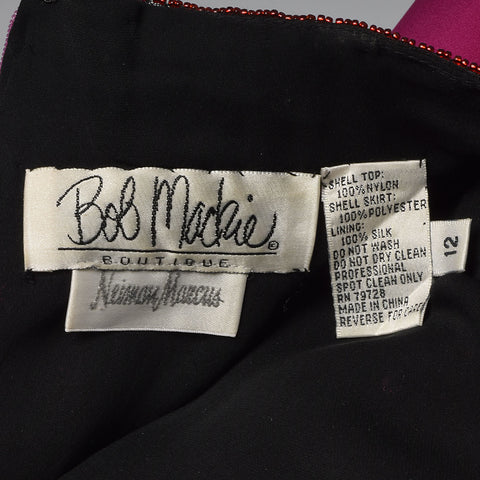 Bob Mackie ®
BOUTIQUE
Neiman Marcus
SHELL TOP:
100% NYLON
SHELL SKIRT:
100% POLYESTER
LINING:
100% SILK
DO NOT WASH
DO NOT DRY CLEAN
PROFESSIONAL
SPOT CLEAN ONLY
RN 79728
MADE IN CHINA
REVERSE FOR CARE
12